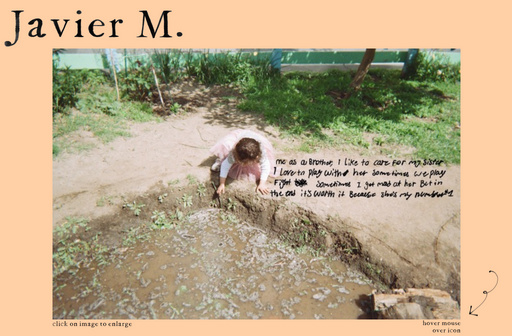 Javier M.
me as a Brother, I like to care for my sister
I love to play with her sometimes we play
Fight sometimes I get mad at her But in
the end it's worth it Because she's my number #1
click on image to enlarge
hover mouse
over icon